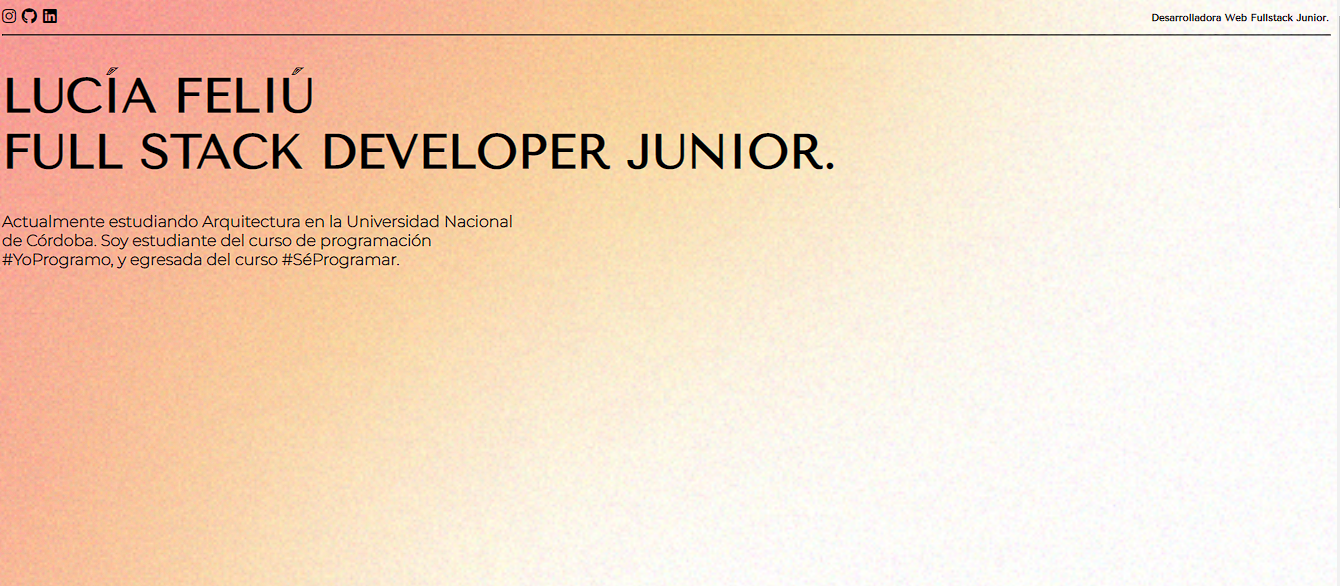 Desarrolladora Web Fullstack Junior.
LUCÍA FELIÚ
FULL STACK DEVELOPER JUNIOR.
Actualmente estudiando Arquitectura en la Universidad Nacional
de Córdoba. Soy estudiante del curso de programación
#YoProgramo, y egresada del curso #SéProgramar.